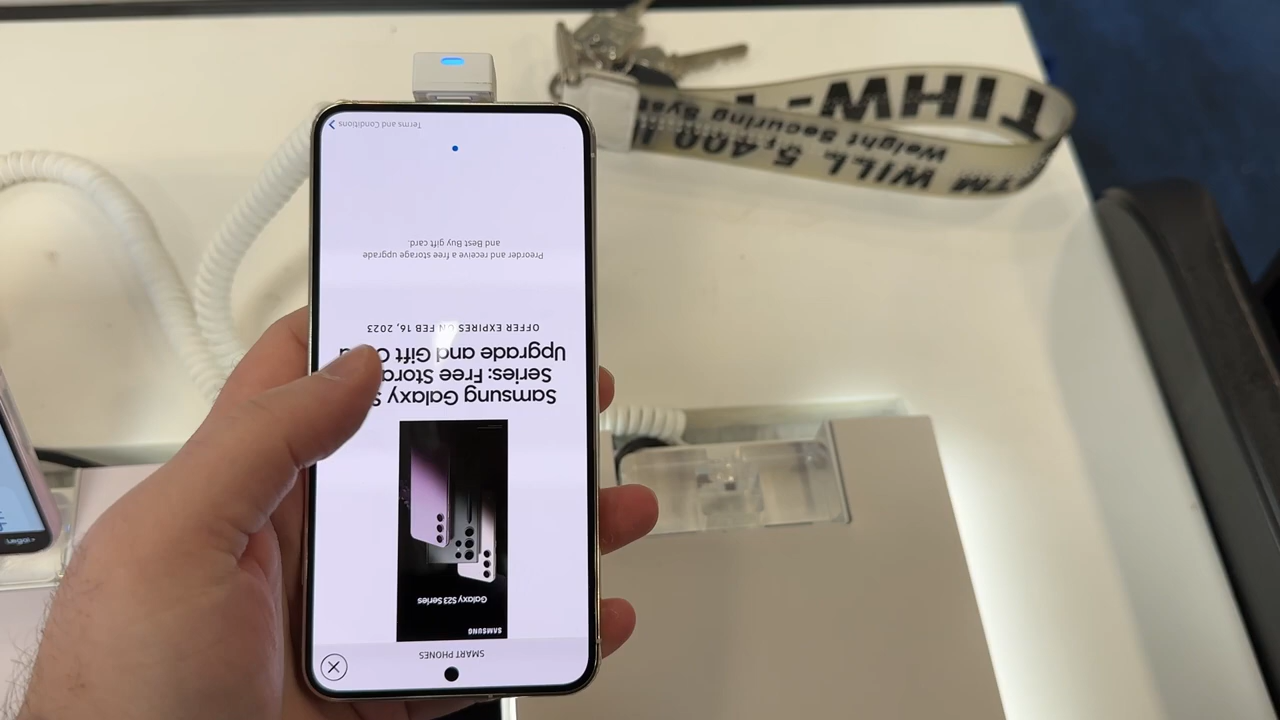 SMART PHONES
SAMSUNG
Galaxy S23 Series
Samsung Galaxy
Series: Free
Upgrade and Gift
OFFER EXPIRES ON FEB 16, 2023
Preorder and receive a free storage upgrade
and Best Buy gift card.
Terms and Conditions
WILL 5,400
Weight Securing